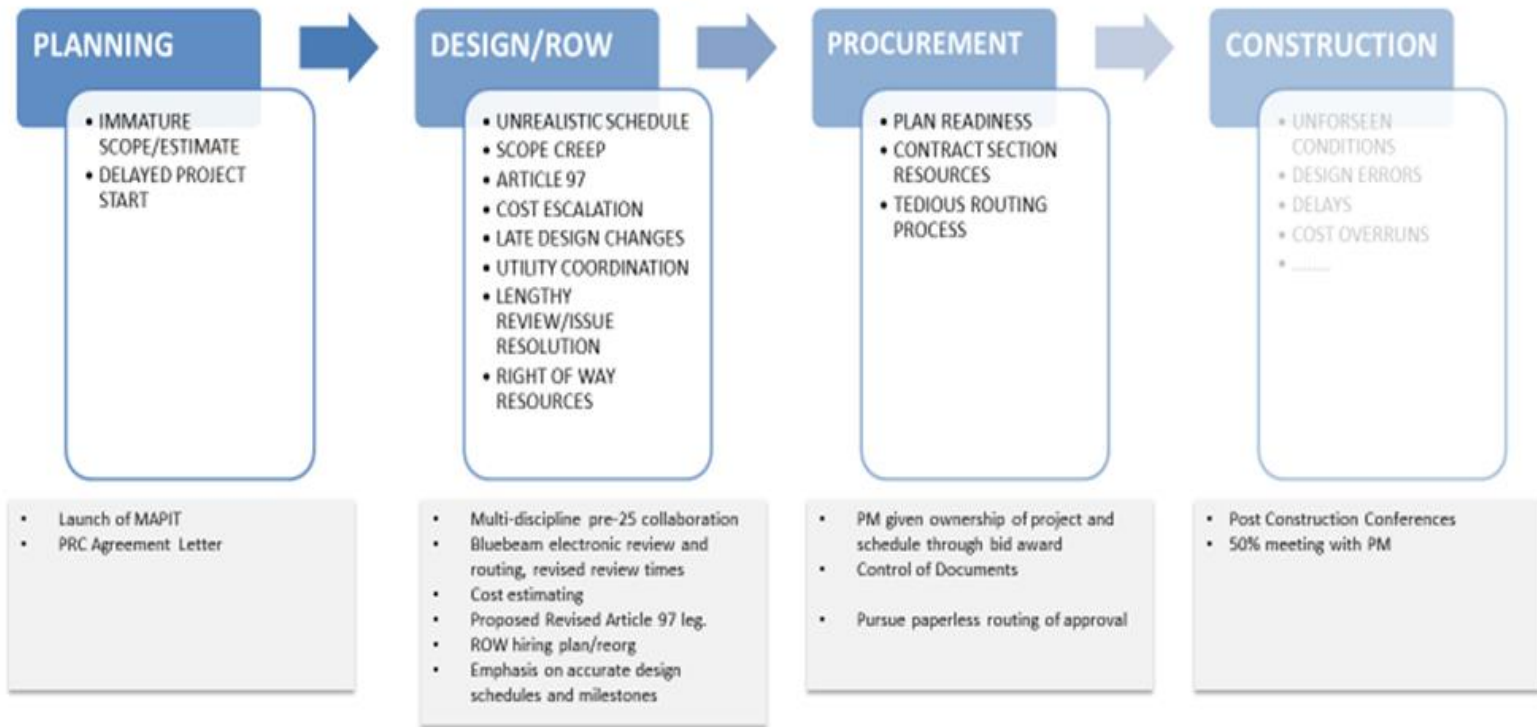 PLANNING
• IMMATURE
SCOPE/ESTIMATE
• DELAYED PROJECT
START
• Launch of MAPIT
• PRC Agreement Letter
DESIGN/ROW
• UNREALISTIC SCHEDULE
• SCOPE CREEP
• ARTICLE 97
• COST ESCALATION
• LATE DESIGN CHANGES
• UTILITY COORDINATION
• LENGTHY
REVIEW/ISSUE
RESOLUTION
• RIGHT OF WAY
RESOURCES
• Multi-discipline pre-25 collaboration
• Bluebeam electronic review and
routing, revised review times
• Cost estimating
• Proposed Revised Article 97 leg.
• ROW hiring plan/reorg
• Emphasis on accurate design
schedules and milestones
PROCUREMENT
• PLAN READINESS
• CONTRACT SECTION
RESOURCES
• TEDIOUS ROUTING
PROCESS
• PM given ownership of project and
schedule through bid award
• Control of Documents
• Pursue paperless routing of approval
CONSTRUCTION
• UNFORSEEN
CONDITIONS
• DESIGN ERRORS
• DELAYS
• COST OVERRUNS
• ........
• Post Construction Conferences
• 50% meeting with PM